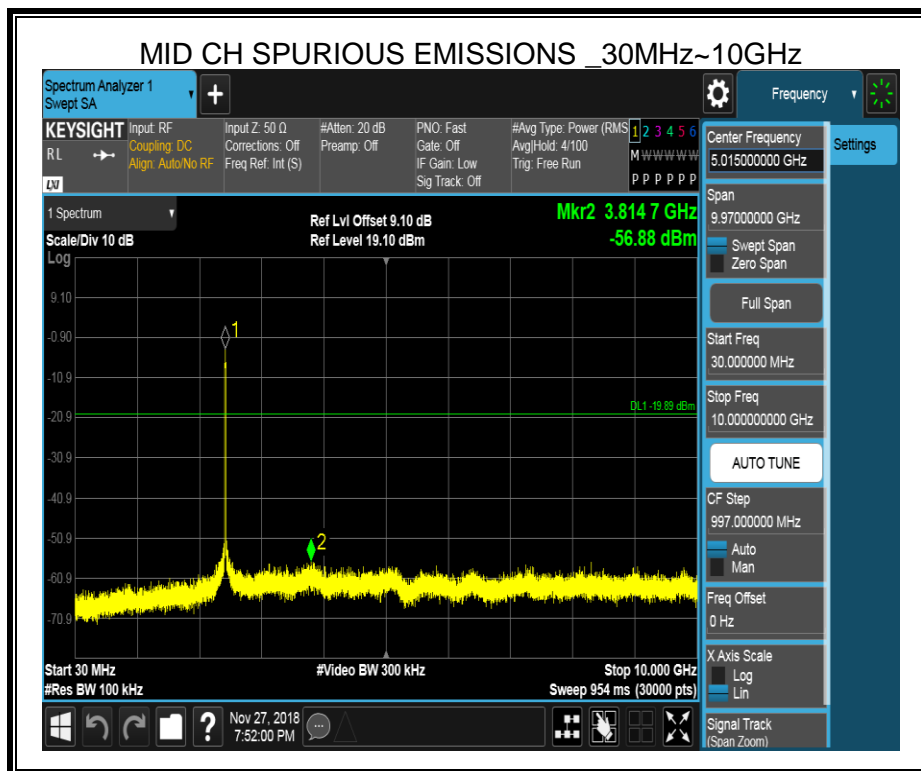 MID CH SPURIOUS EMISSIONS _30MHz~10GHz
Spectrum Analyzer 1
Swept SA
+
Frequency
KEYSIGHT
RL
LXI
Input: RF
Coupling: DC
Align: Auto/No RF
Input Z: 50 Ω
Corrections: Off
Freq Ref: Int (S)
#Atten: 20 dB
Preamp: Off
PNO: Fast
Gate: Off
IF Gain: Low
Sig Track: Off
#Avg Type: Power (RMS
Avg|Hold: 4/100
Trig: Free Run
1 2 3 4 5 6
M W W W W W
P P P P P P
Center Frequency
5.015000000 GHz
Settings
1 Spectrum
Scale/Div 10 dB
Ref Lvl Offset 9.10 dB
Ref Level 19.10 dBm
Mkr2 3.814 7 GHz
-56.88 dBm
Span
9.97000000 GHz
Swept Span
Zero Span
Full Span
Start Freq
30.000000 MHz
Stop Freq
10.000000000 GHz
AUTO TUNE
CF Step
997.000000 MHz
Auto
Man
Freq Offset
0 Hz
X Axis Scale
Log
Lin
Signal Track
(Span Zoom)
Log
9.10
-0.90
-10.9
-20.9
-30.9
-40.9
-50.9
-60.9
-70.9
1
DL1 -19.89 dBm
2
Start 30 MHz
#Video BW 300 kHz
Stop 10.000 GHz
#Res BW 100 kHz
Sweep 954 ms (30000 pts)
?
Nov 27, 2018
7:52:00 PM